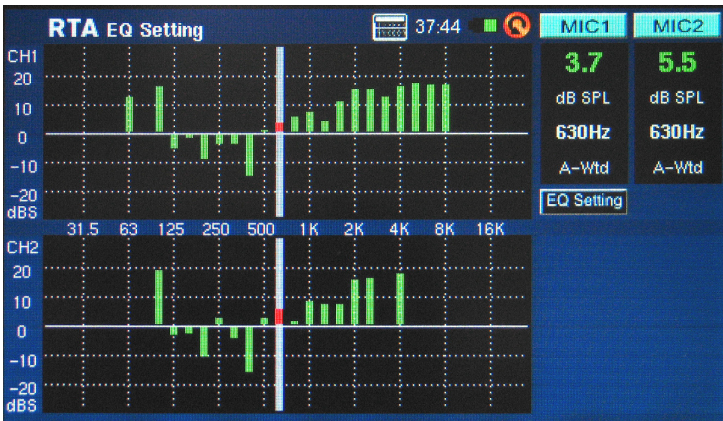 RTA EQ Setting 37:44
MIC1 MIC2
3.7 5.5
dB SPL dB SPL
630Hz 630Hz
A-Wtd A-Wtd
EQ Setting
CH1
20
10
0
-10
-20
dBS
31.5 63 125 250 500 1K 2K 4K 8K 16K
CH2
20
10
0
-10
-20
dBS